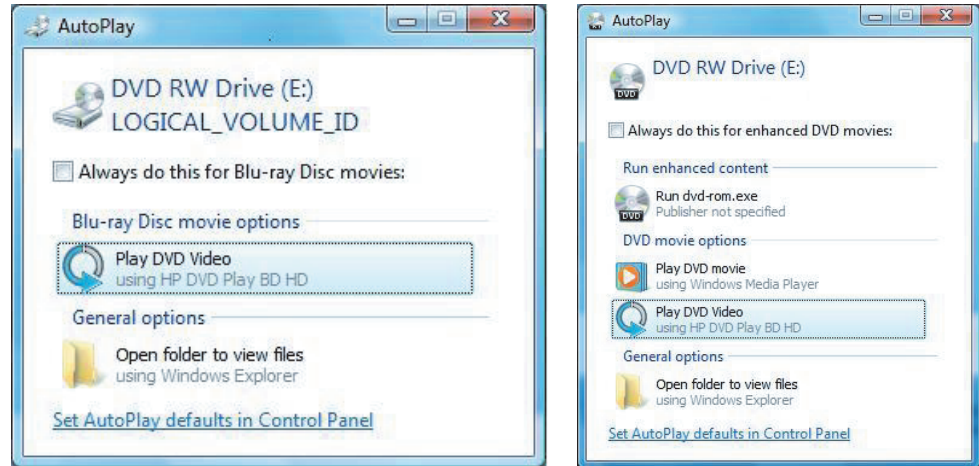 AutoPlay
DVD RW Drive (E:)
LOGICAL_VOLUME_ID
Always do this for Blu-ray Disc movies:
Blu-ray Disc movie options
Play DVD Video
using HP DVD Play BD HD
General options
Open folder to view files
using Windows Explorer
Set AutoPlay defaults in Control Panel
AutoPlay
DVD RW Drive (E:)
DVD
Always do this for enhanced DVD movies:
Run enhanced content
Run dvd-rom.exe
Publisher not specified
DVD
DVD movie options
Play DVD movie
using Windows Media Player
Play DVD Video
using HP DVD Play BD HD
General options
Open folder to view files
using Windows Explorer
Set AutoPlay defaults in Control Panel